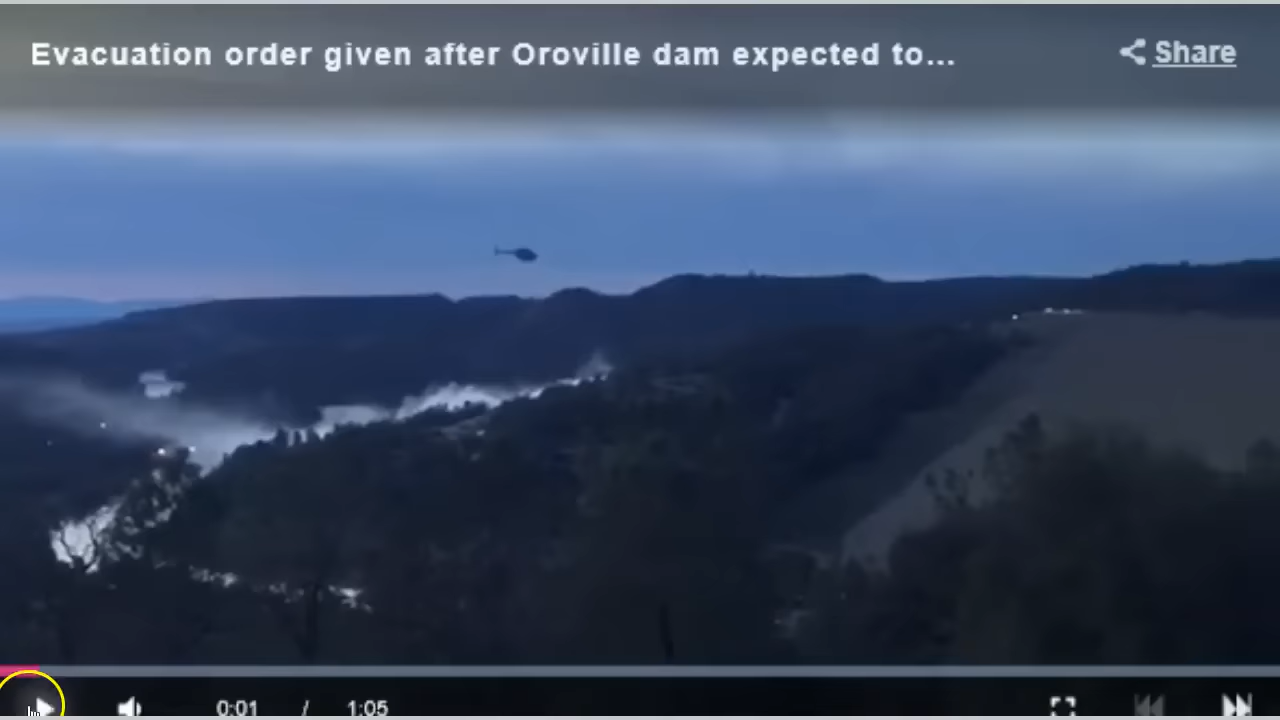 Evacuation order given after Oroville dam expected to...
Share
0:01 / 1:05